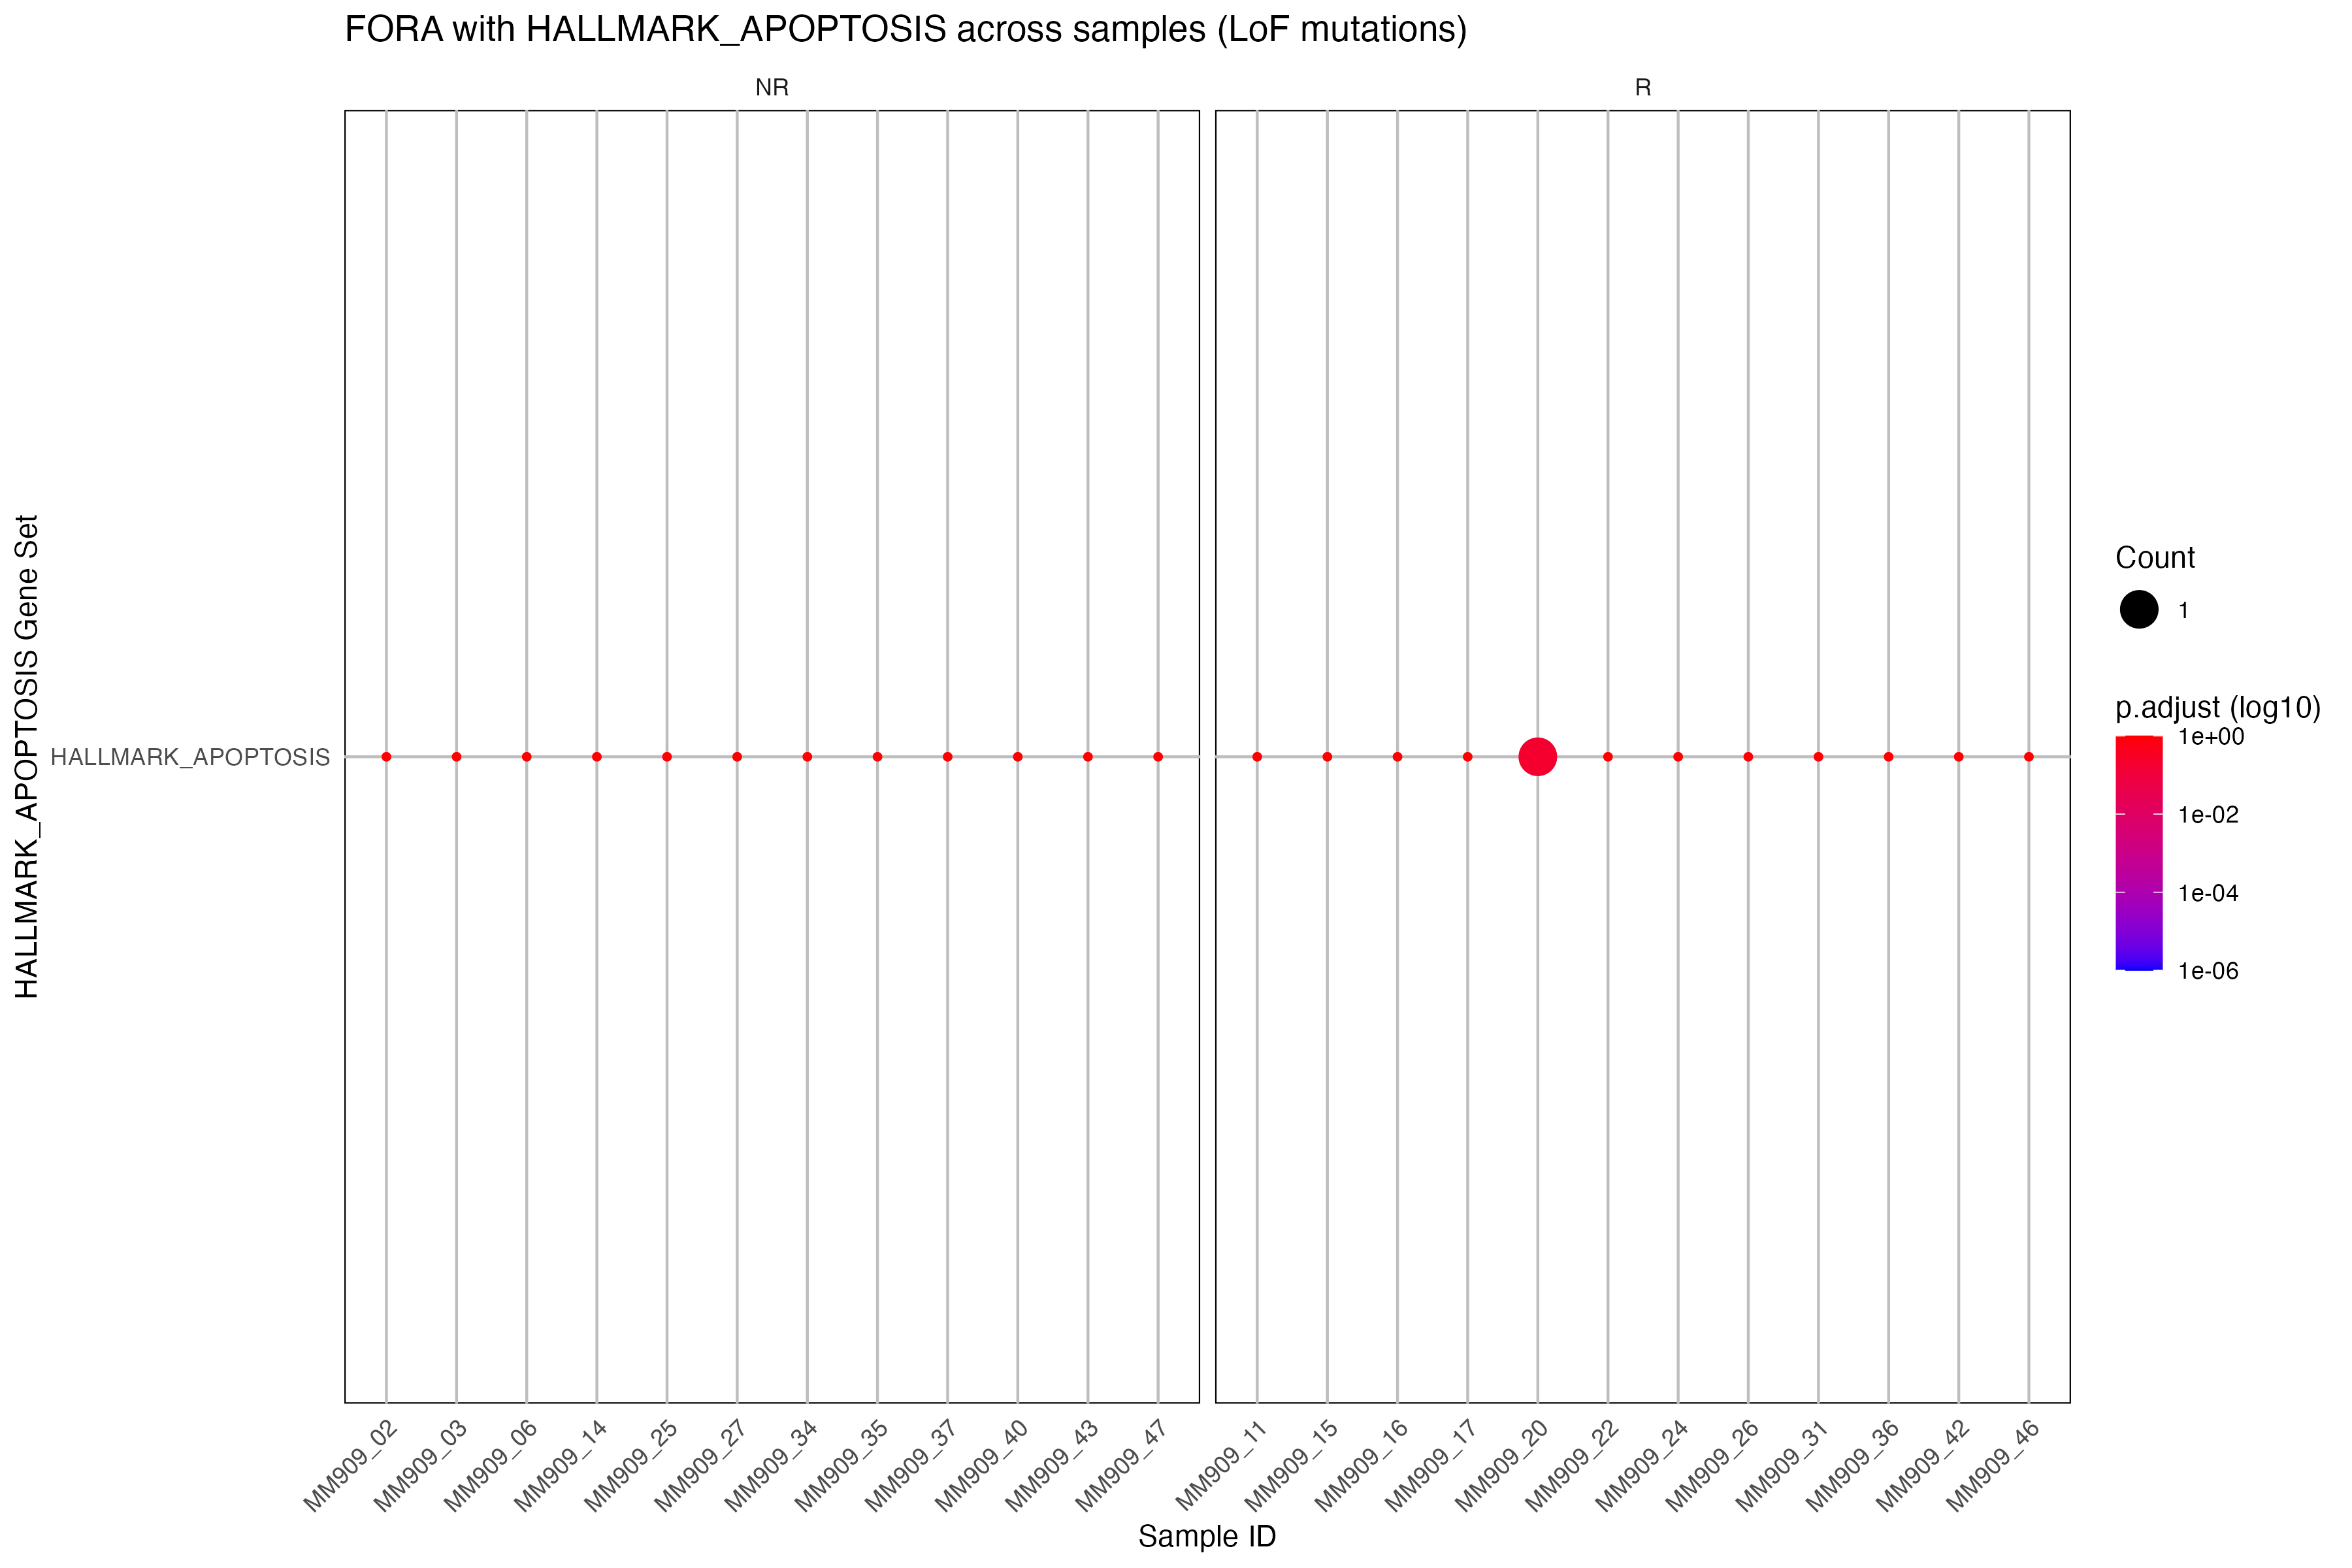 FORA with HALLMARK_APOPTOSIS across samples (LoF mutations)
NR
R
HALLMARK_APOPTOSIS Gene Set
HALLMARK_APOPTOSIS
Count
1
p.adjust (log10)
1e+00
1e-02
1e-04
1e-06
MM909_02
MM909_03
MM909_06
MM909_14
MM909_25
MM909_27
MM909_34
MM909_35
MM909_37
MM909_40
MM909_43
MM909_47
MM909_11
MM909_15
MM909_16
MM909_17
MM909_20
MM909_22
MM909_24
MM909_26
MM909_31
MM909_36
MM909_42
MM909_46
Sample ID